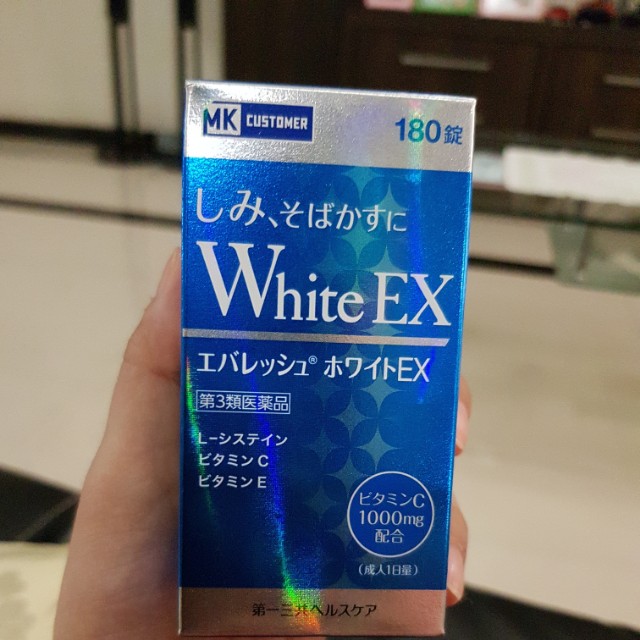 MK CUSTOMER
180錠
しみ、そばかすに
White EX
エバレッシュ® ホワイトEX
第3類医薬品
L-システイン
ビタミンC
ビタミンE
ビタミンC
1000mg
配合
(成人1日量)
第一三共ヘルスケア